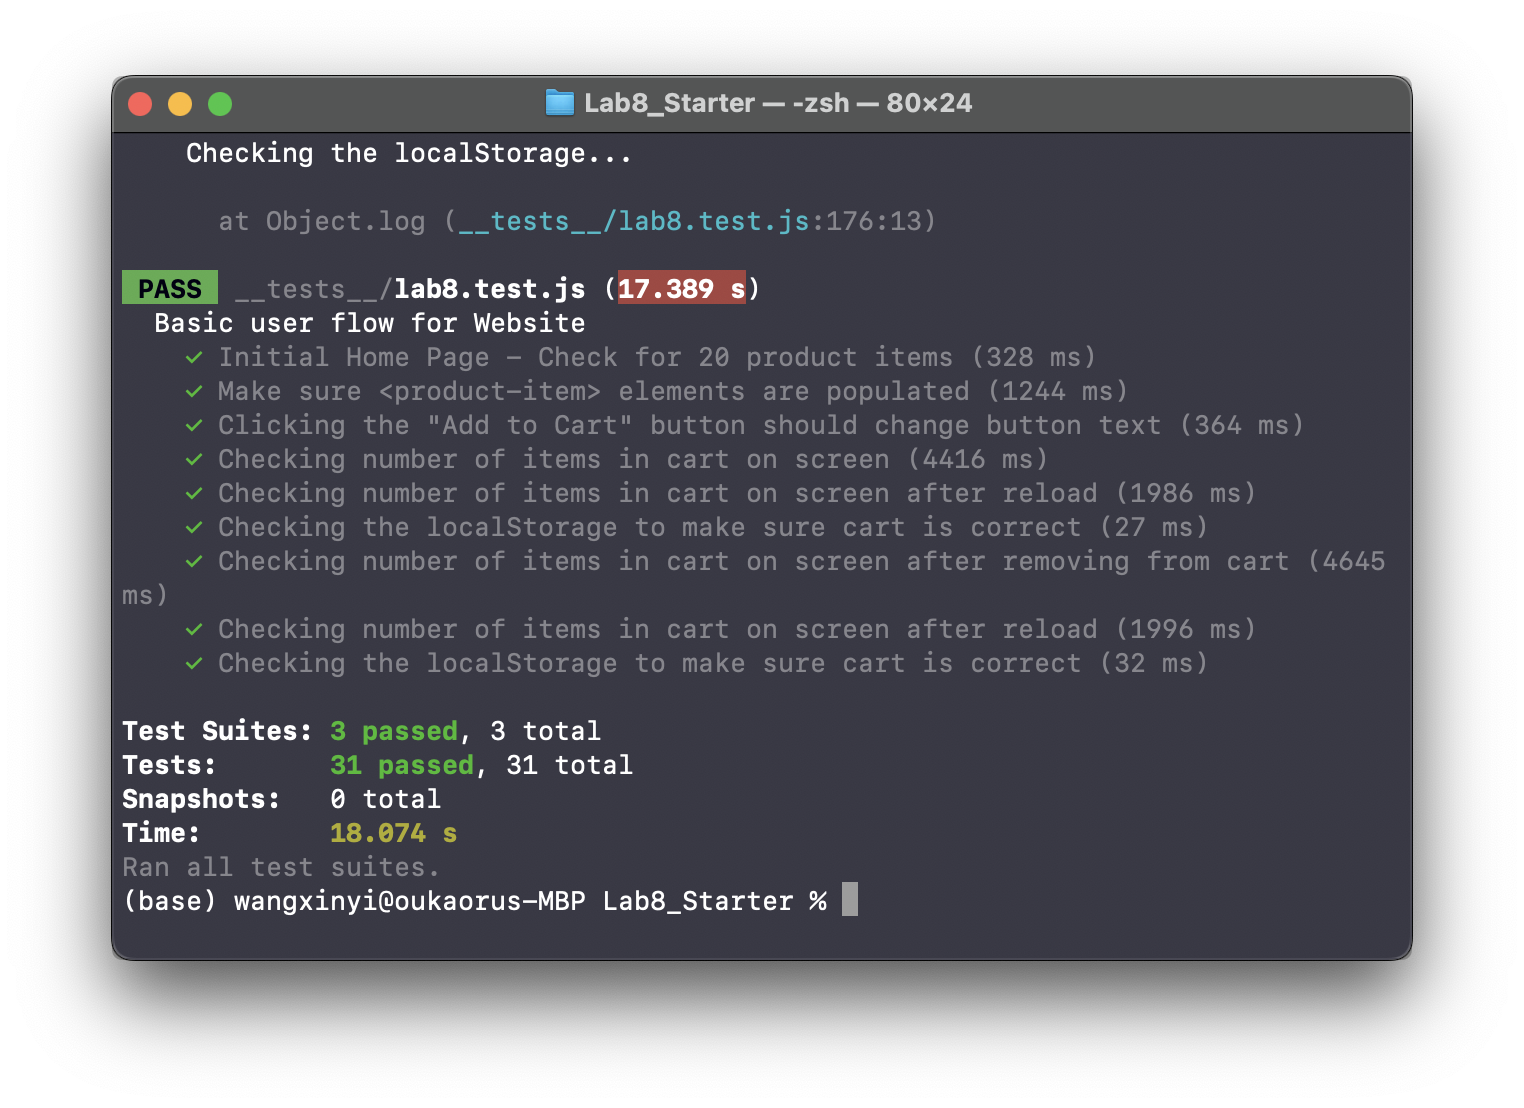 Lab8_Starter — -zsh — 80×24
Checking the localStorage...
at Object.log (__tests__/lab8.test.js:176:13)
PASS __tests__/lab8.test.js (17.389 s)
Basic user flow for Website
✓ Initial Home Page – Check for 20 product items (328 ms)
✓ Make sure <product-item> elements are populated (1244 ms)
✓ Clicking the "Add to Cart" button should change button text (364 ms)
✓ Checking number of items in cart on screen (4416 ms)
✓ Checking number of items in cart on screen after reload (1986 ms)
✓ Checking the localStorage to make sure cart is correct (27 ms)
✓ Checking number of items in cart on screen after removing from cart (4645
ms)
✓ Checking number of items in cart on screen after reload (1996 ms)
✓ Checking the localStorage to make sure cart is correct (32 ms)
Test Suites: 3 passed, 3 total
Tests: 31 passed, 31 total
Snapshots: 0 total
Time: 18.074 s
Ran all test suites.
(base) wangxinyi@oukaorus-MBP Lab8_Starter %